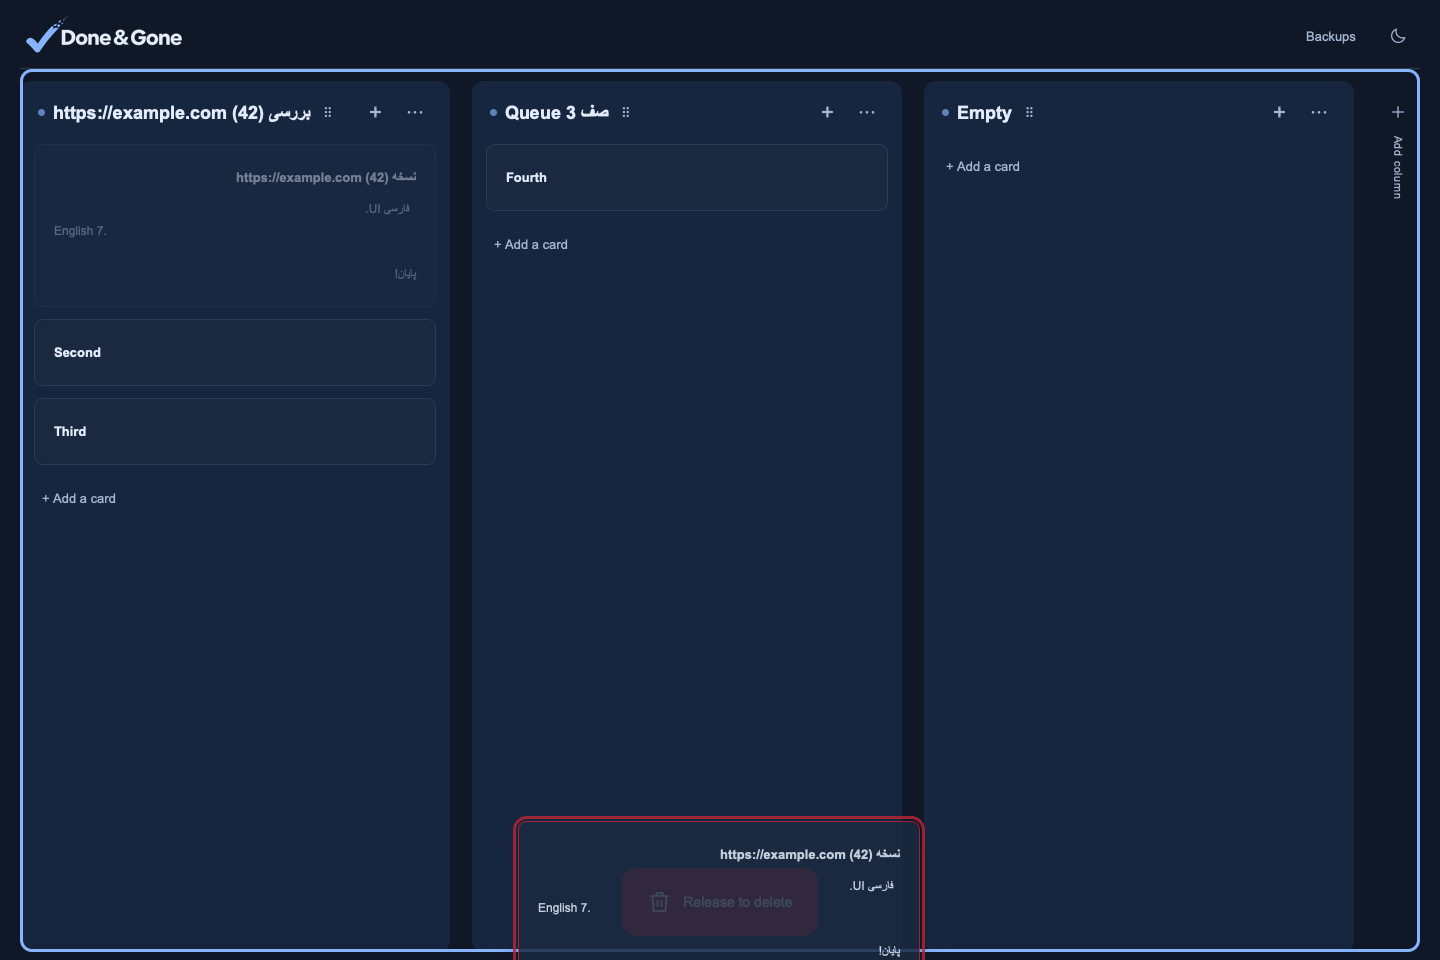 Done & Gone
Backups
https://example.com (42) بررسی
نسخه (42) https://example.com
فارسی UI.
English 7.
پایان!
Second
Third
+ Add a card
Queue 3 صف
Fourth
+ Add a card
Empty
+ Add a card
Add column
نسخه (42) https://example.com
فارسی UI.
English 7.
Release to delete
پایان!